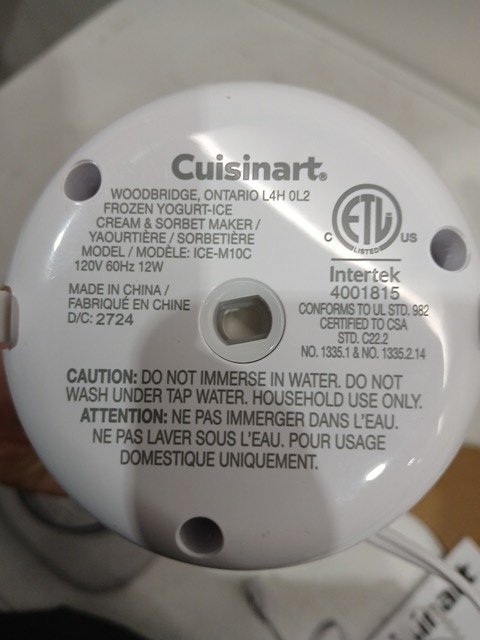 Cuisinart®
WOODBRIDGE, ONTARIO L4H 0L2
FROZEN YOGURT-ICE
CREAM & SORBET MAKER /
YAOURTIÈRE / SORBETIÈRE
MODEL / MODÈLE: ICE-M10C
120V 60Hz 12W
MADE IN CHINA /
FABRIQUÉ EN CHINE
D/C: 2724
C ETL US
LISTED
Intertek
4001815
CONFORMS TO UL STD. 982
CERTIFIED TO CSA
STD. C22.2
NO. 1335.1 & NO. 1335.2.14
CAUTION: DO NOT IMMERSE IN WATER. DO NOT
WASH UNDER TAP WATER. HOUSEHOLD USE ONLY.
ATTENTION: NE PAS IMMERGER DANS L'EAU.
NE PAS LAVER SOUS L'EAU. POUR USAGE
DOMESTIQUE UNIQUEMENT.